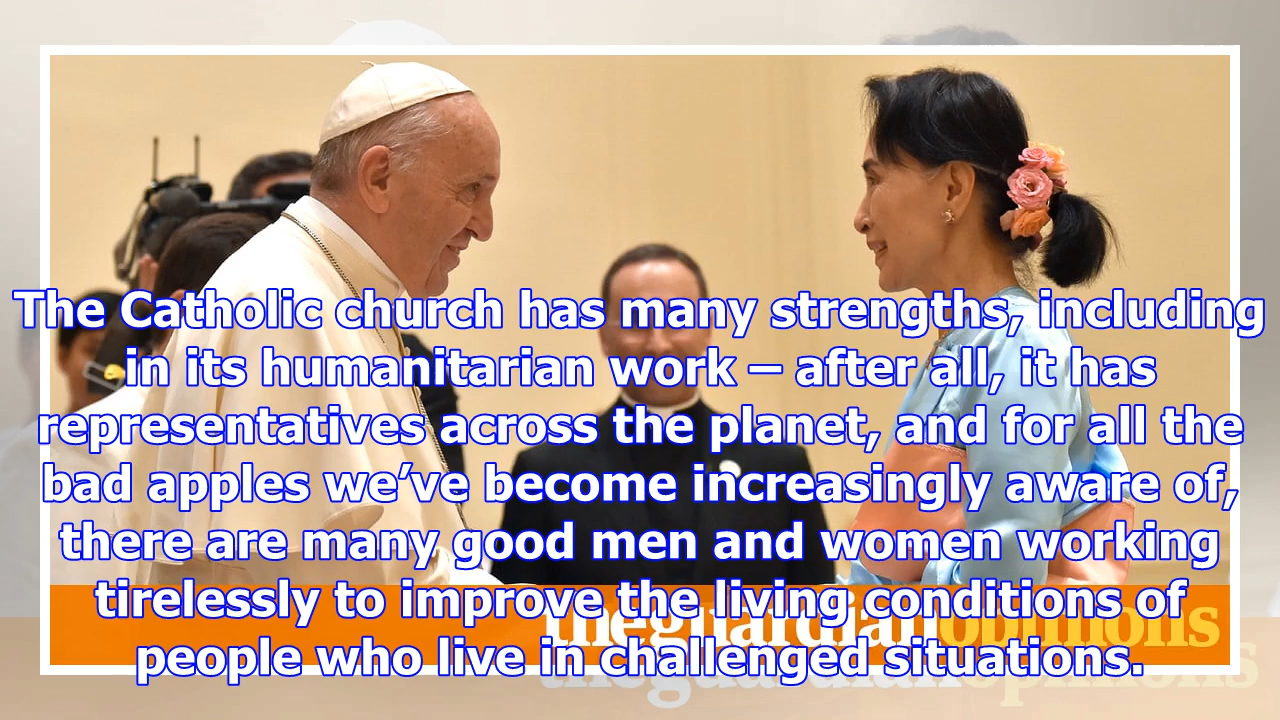 The Catholic church has many strengths, including
in its humanitarian work – after all, it has
representatives across the planet, and for all the
bad apples we’ve become increasingly aware of,
there are many good men and women working
tirelessly to improve the living conditions of
theguardianopinions
people who live in challenged situations.
theguardianopinions